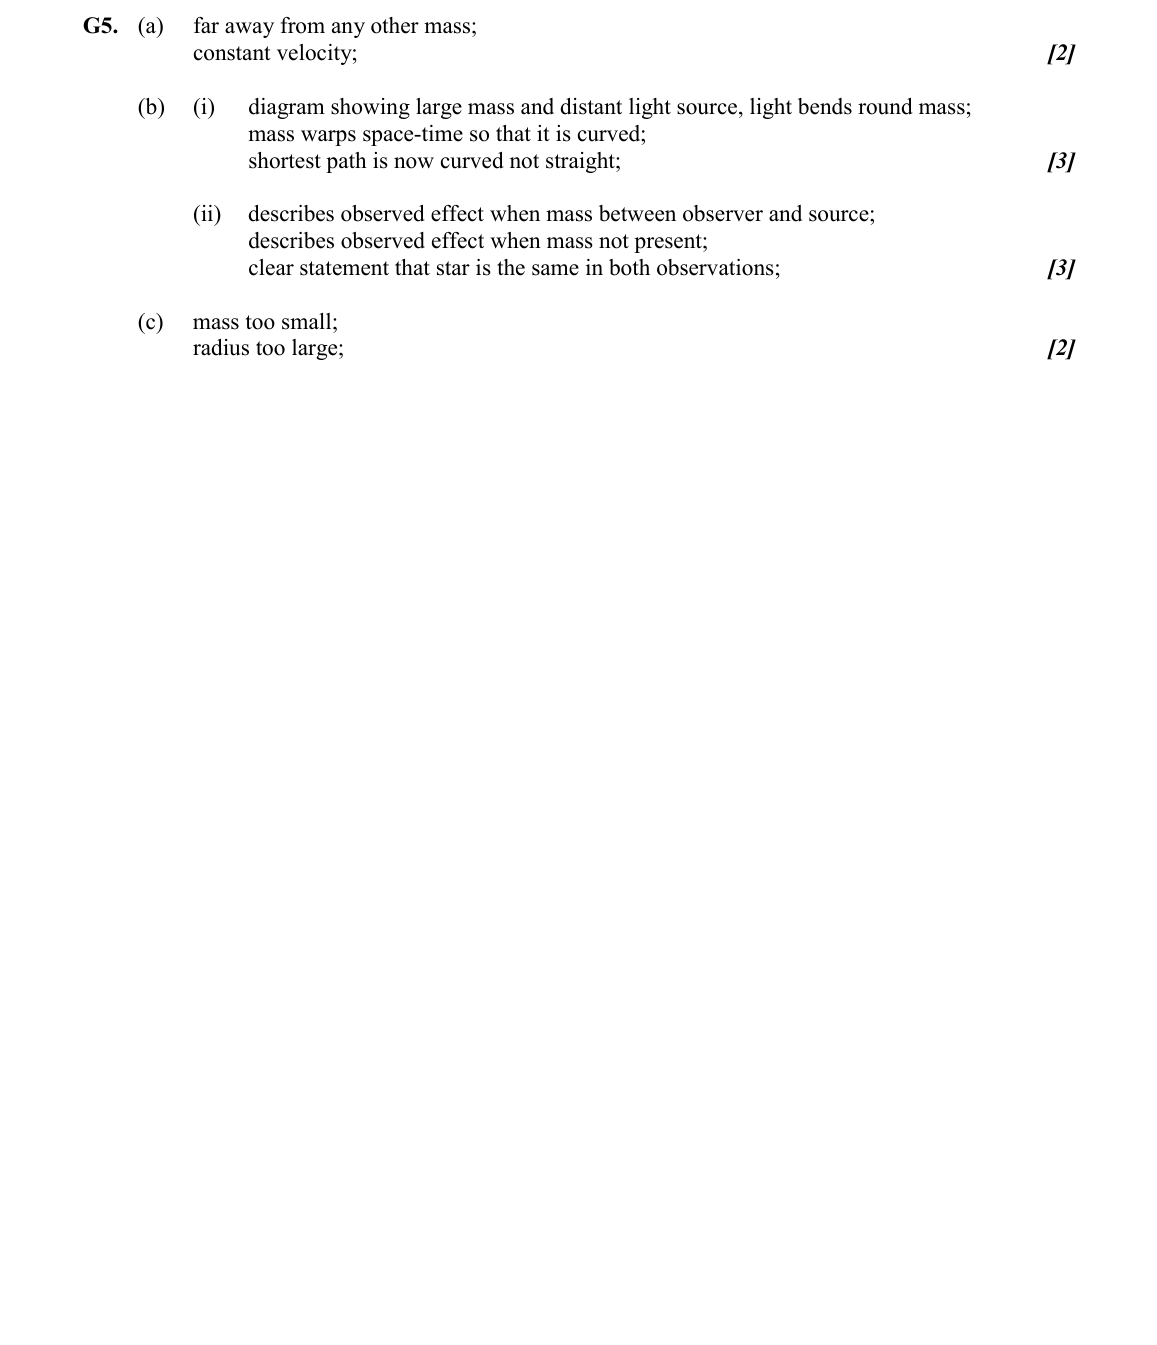 G5. (a) far away from any other mass;
constant velocity; [2]
(b) (i) diagram showing large mass and distant light source, light bends round mass;
mass warps space-time so that it is curved;
shortest path is now curved not straight; [3]
(ii) describes observed effect when mass between observer and source;
describes observed effect when mass not present;
clear statement that star is the same in both observations; [3]
(c) mass too small;
radius too large; [2]